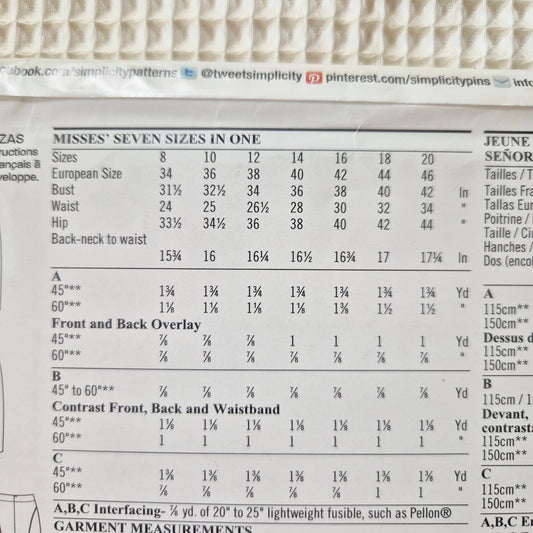 cebook.com/simplicitypatterns @tweetsimplicity pinterest.com/simplicitypins info
ZAS
ructions
ançais à
veloppe.
MISSES' SEVEN SIZES IN ONE
Sizes 8 10 12 14 16 18 20
European Size 34 36 38 40 42 44 46
Bust 31½ 32½ 34 36 38 40 42 In
Waist 24 25 26½ 28 30 32 34 "
Hip 33½ 34½ 36 38 40 42 44 "
Back-neck to waist
15¾ 16 16¼ 16½ 16¾ 17 17¼ In
A
45"** 1¾ 1¾ 1¾ 1¾ 1¾ 1¾ 1¾ Yd
60"** 1⅜ 1⅜ 1⅜ 1⅜ 1⅜ 1½ 1½ "
Front and Back Overlay
45"** ⅞ ⅞ ⅞ 1 1 1 1 Yd
60"** ⅞ ⅞ ⅞ ⅞ ⅞ ⅞ ⅞ "
B
45" to 60"** ⅞ ⅞ ⅞ ⅞ ⅞ ⅞ ⅞ Yd
Contrast Front, Back and Waistband
45"** 1⅛ 1⅛ 1⅛ 1⅛ 1⅛ 1⅛ 1⅛ Yd
60"** 1 1 1 1 1 1 1 "
C
45"** 1⅜ 1⅜ 1⅜ 1⅜ 1⅜ 1⅜ 1⅜ Yd
60"** ⅞ ⅞ ⅞ ⅞ ⅞ 1 1 "
A,B,C Interfacing- ⅞ yd. of 20" to 25" lightweight fusible, such as Pellon®
GARMENT MEASUREMENTS
JEUNE
SEÑOR
Tailles / T
Tailles Fra
Tallas Eur
Poitrine /
Taille / Ci
Hanches /
Dos (encol
A
115cm**
150cm**
Dessus d
115cm**
150cm**
B
115cm / 1
Devant,
contrast
115cm**
150cm**
C
115cm**
150cm**
A,B,C En